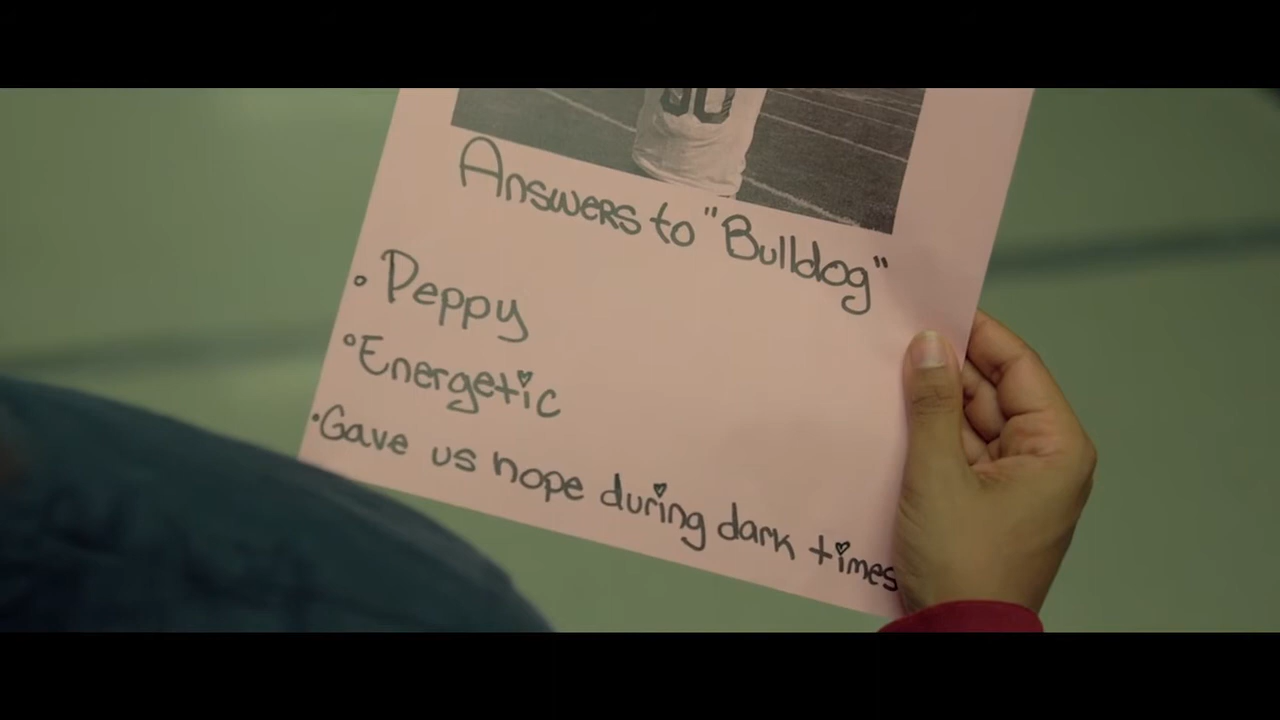 Answers to "Bulldog"
• Peppy
• Energetic
• Gave us hope during dark times